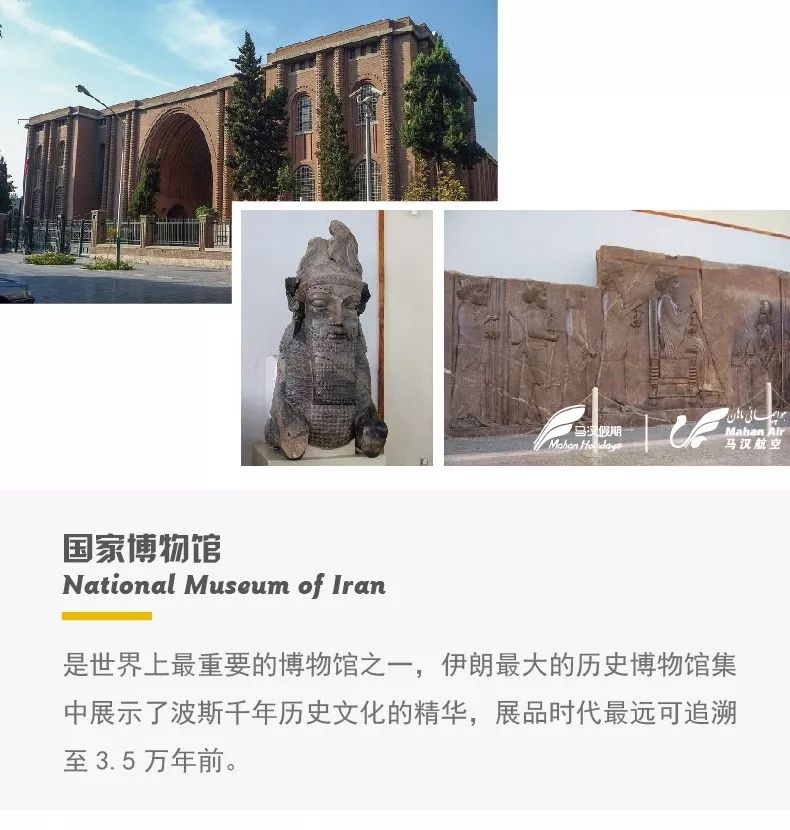 马汉假期
Mahan Holidays
ماهان هواپیمایی
Mahan Air
马汉航空
国家博物馆
National Museum of Iran
是世界上最重要的博物馆之一，伊朗最大的历史博物馆集
中展示了波斯千年历史文化的精华，展品时代最远可追溯
至 3.5 万年前。